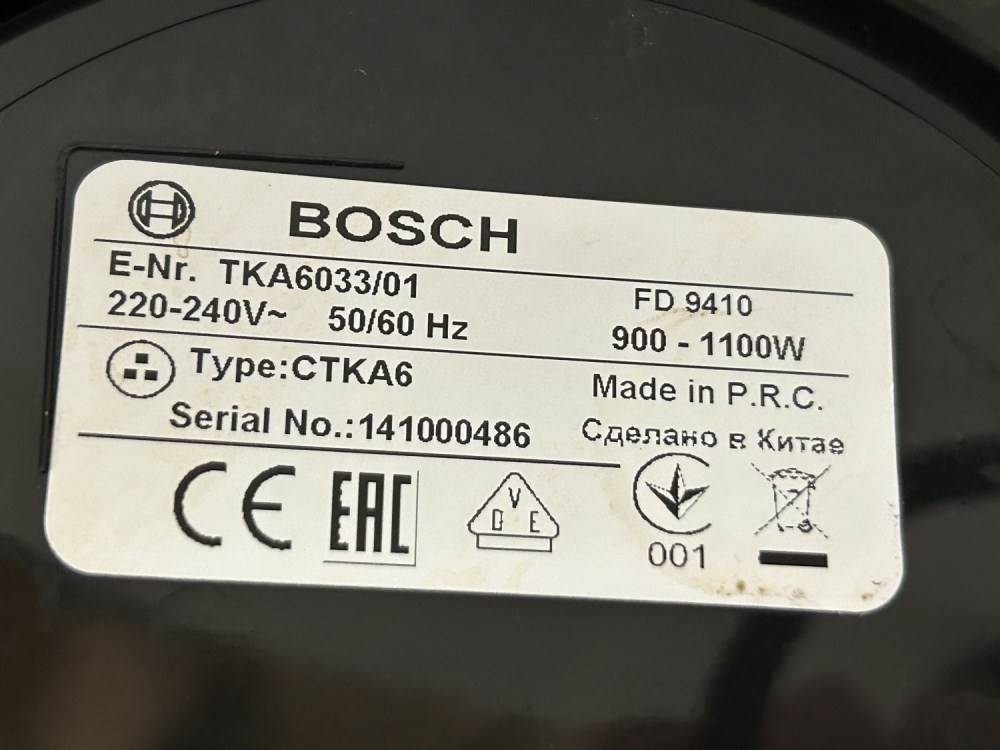 BOSCH
E-Nr. TKA6033/01 FD 9410
220-240V~ 50/60 Hz 900 - 1100W
Type:CTKA6 Made in P.R.C.
Serial No.:141000486 Сделано в Китае
CE EAC D V E 001